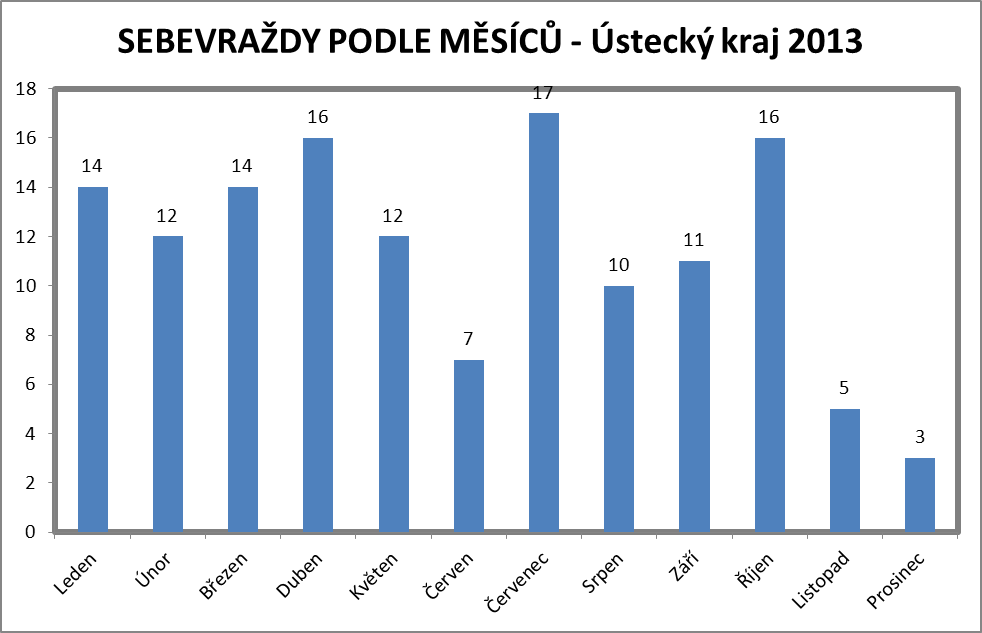 SEBEVRAŽDY PODLE MĚSÍCŮ - Ústecký kraj 2013
18
16
14
12
10
8
6
4
2
0
14
12
14
16
12
7
17
10
11
16
5
3
Leden
Únor
Březen
Duben
Květen
Červen
Červenec
Srpen
Září
Říjen
Listopad
Prosinec